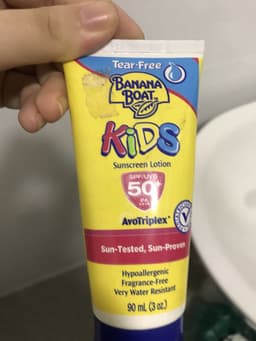 Tear-Free
BANANA
BOAT
KiDS
Sunscreen Lotion
SPF/UVB
50+
AvoTriplex
Sun-Tested, Sun-Proven
Hypoallergenic
Fragrance-Free
Very Water Resistant
90 mL (3 oz.)